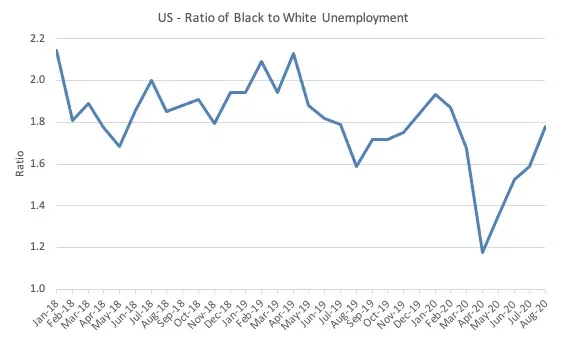 US - Ratio of Black to White Unemployment
2.2
2.0
1.8
1.6
1.4
1.2
1.0
Ratio
Jan-18
Feb-18
Mar-18
Apr-18
May-18
Jun-18
Jul-18
Aug-18
Sep-18
Oct-18
Nov-18
Dec-18
Jan-19
Feb-19
Mar-19
Apr-19
May-19
Jun-19
Jul-19
Aug-19
Sep-19
Oct-19
Nov-19
Dec-19
Jan-20
Feb-20
Mar-20
Apr-20
May-20
Jun-20
Jul-20
Aug-20